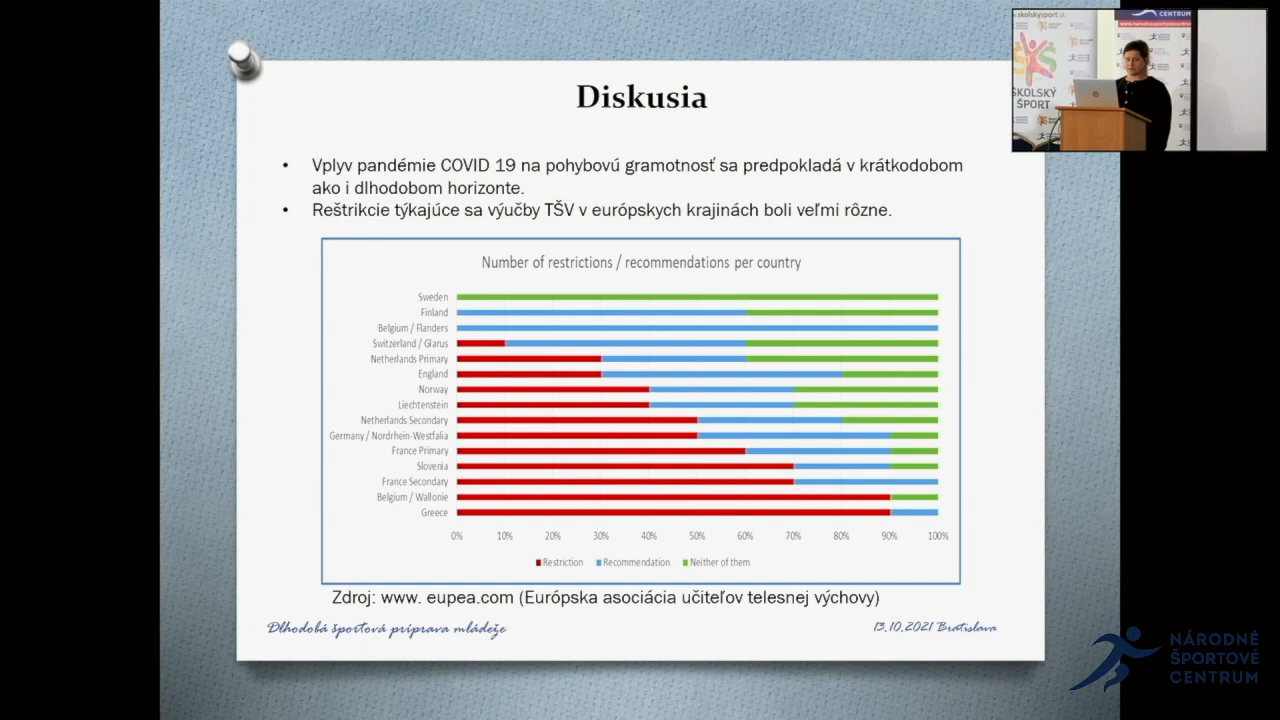 Diskusia
• Vplyv pandémie COVID 19 na pohybovú gramotnosť sa predpokladá v krátkodobom
ako i dlhodobom horizonte.
• Reštrikcie týkajúce sa výučby TŠV v európskych krajinách boli veľmi rôzne.
Number of restrictions / recommendations per country
Sweden
Finland
Belgium / Flanders
Switzerland / Glarus
Netherlands Primary
England
Norway
Liechtenstein
Netherlands Secondary
Germany / Nordrhein-Westfalia
France Primary
Slovenia
France Secondary
Belgium / Wallonie
Greece
0% 10% 20% 30% 40% 50% 60% 70% 80% 90% 100%
Restriction Recommendation Neither of them
Zdroj: www. eupea.com (Európska asociácia učiteľov telesnej výchovy)
Dlhodobá športová príprava mládeže
13.10.2021 Bratislava
ŠKOLSKÝ
ŠPORT
CENTRUM
NÁRODNÉ
ŠPORTOVÉ
CENTRUM